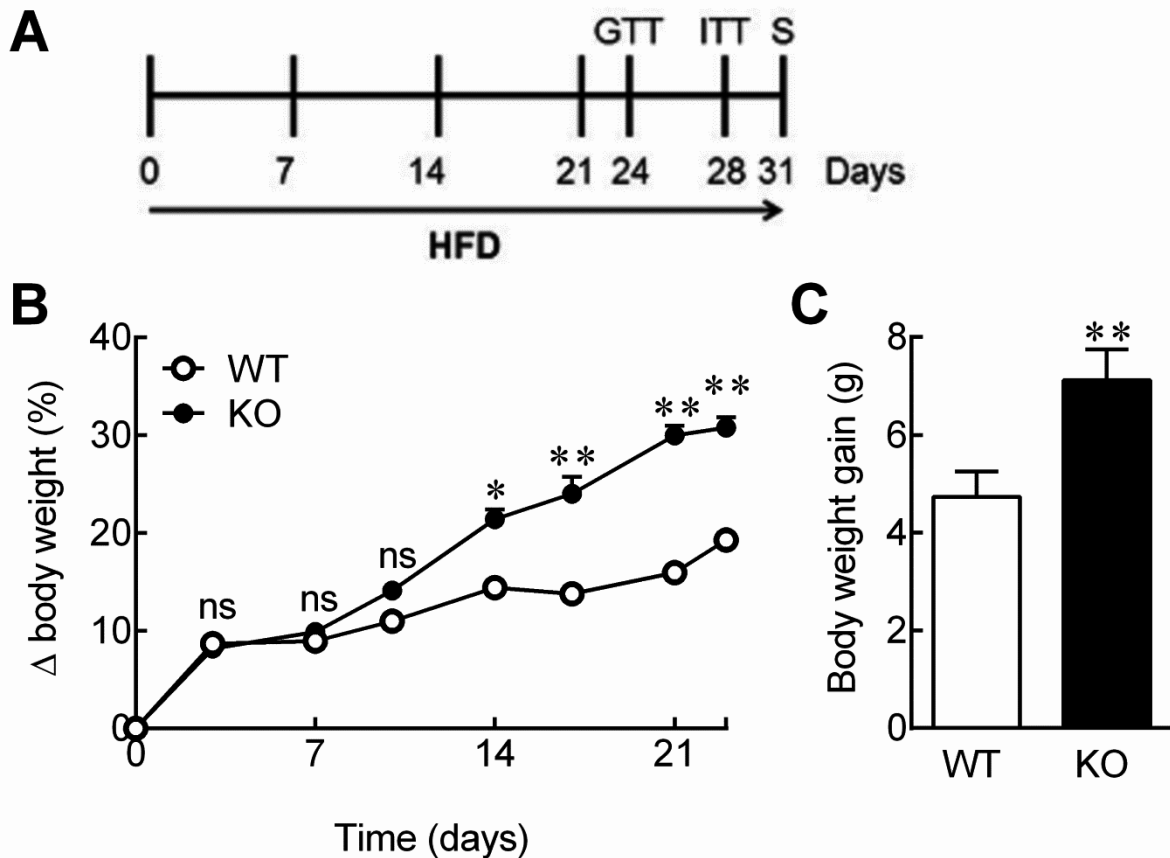 A
GTT ITT S
0 7 14 21 24 28 31 Days
HFD
B
Δ body weight (%)
40
30
20
10
0
WT
KO
ns
ns
ns
*
**
**
**
0 7 14 21
Time (days)
C
Body weight gain (g)
8
6
4
2
0
**
WT KO